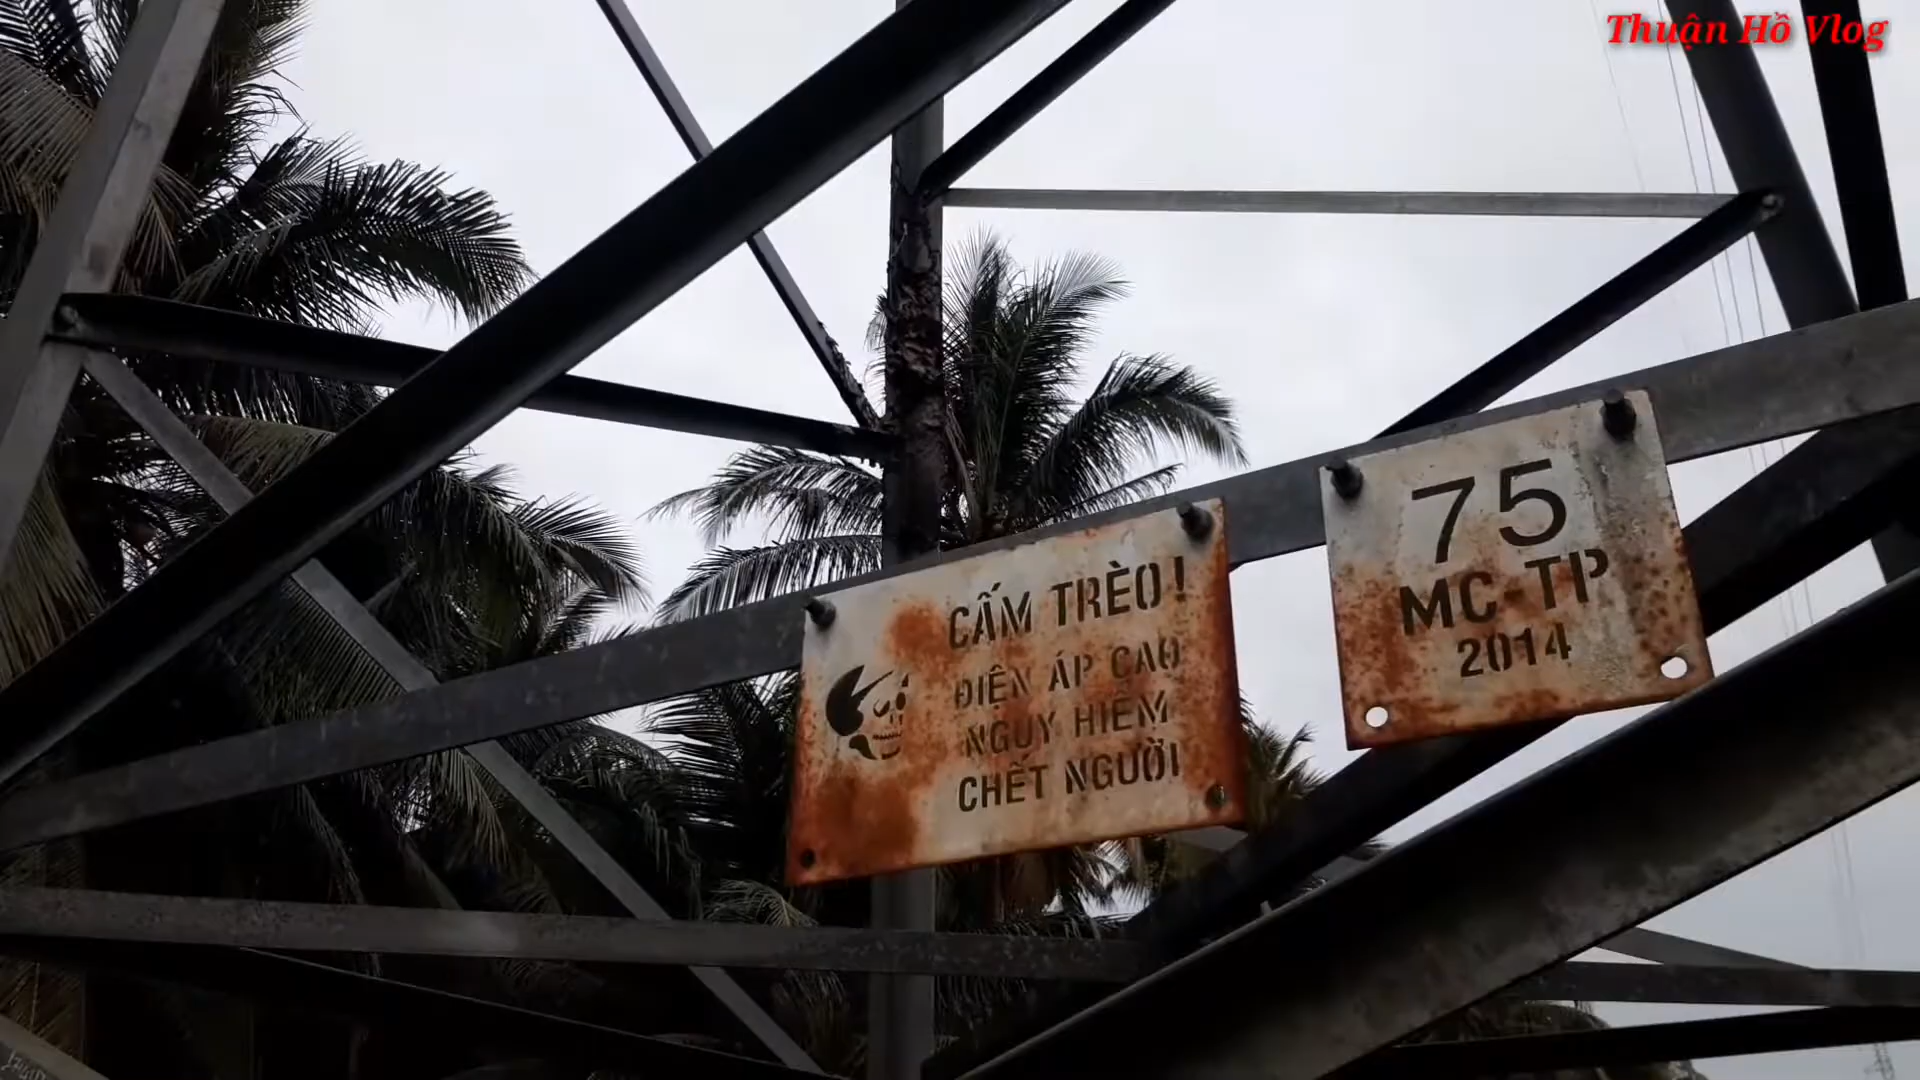 Thuận Hồ Vlog
75
MC-TP
2014
CẤM TRÈO!
ĐIỆN ÁP CAO
NGUY HIỂM
CHẾT NGƯỜI